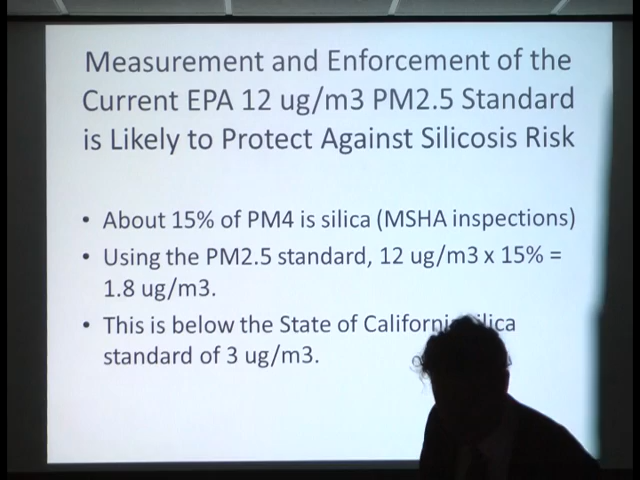 Measurement and Enforcement of the
Current EPA 12 ug/m3 PM2.5 Standard
is Likely to Protect Against Silicosis Risk
• About 15% of PM4 is silica (MSHA inspections)
• Using the PM2.5 standard, 12 ug/m3 x 15% =
1.8 ug/m3.
• This is below the State of California silica
standard of 3 ug/m3.